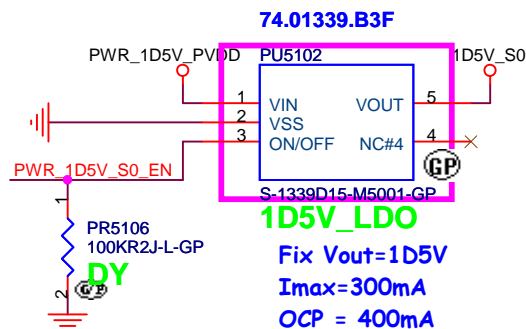 74.01339.B3F
PWR_1D5V_PVDD
PU5102
1D5V_S0
1
VIN
VOUT
5
2
VSS
3
ON/OFF
NC#4
4
GP
PWR_1D5V_S0_EN
S-1339D15-M5001-GP
1D5V_LDO
1
PR5106
100KR2J-L-GP
DY
2
GP
Fix Vout=1D5V
Imax=300mA
OCP = 400mA